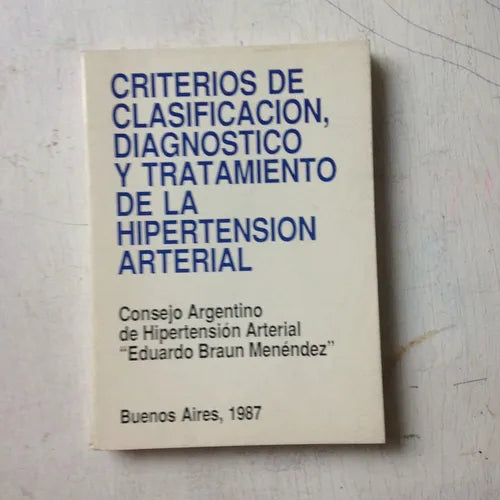 CRITERIOS DE
CLASIFICACION,
DIAGNOSTICO
Y TRATAMIENTO
DE LA
HIPERTENSION
ARTERIAL
Consejo Argentino
de Hipertensión Arterial
"Eduardo Braun Menéndez"
Buenos Aires, 1987